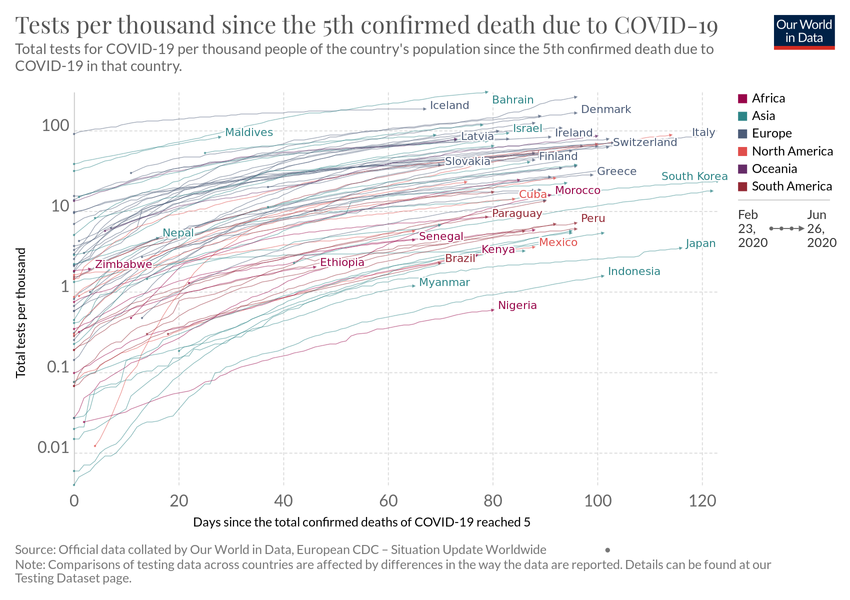 Tests per thousand since the 5th confirmed death due to COVID-19
Total tests for COVID-19 per thousand people of the country's population since the 5th confirmed death due to
COVID-19 in that country.
Our World
in Data
Total tests per thousand
100
10
1
0.1
0.01
Iceland
Bahrain
Denmark
Maldives
Israel
Latvia
Ireland
Italy
Switzerland
Slovakia
Finland
Greece
South Korea
Cuba
Morocco
Paraguay
Peru
Nepal
Senegal
Kenya
Mexico
Japan
Zimbabwe
Ethiopia
Brazil
Indonesia
Myanmar
Nigeria
Africa
Asia
Europe
North America
Oceania
South America
Feb
23,
2020
Jun
26,
2020
0
20
40
60
80
100
120
Days since the total confirmed deaths of COVID-19 reached 5
Source: Official data collated by Our World in Data, European CDC – Situation Update Worldwide
Note: Comparisons of testing data across countries are affected by differences in the way the data are reported. Details can be found at our
Testing Dataset page.